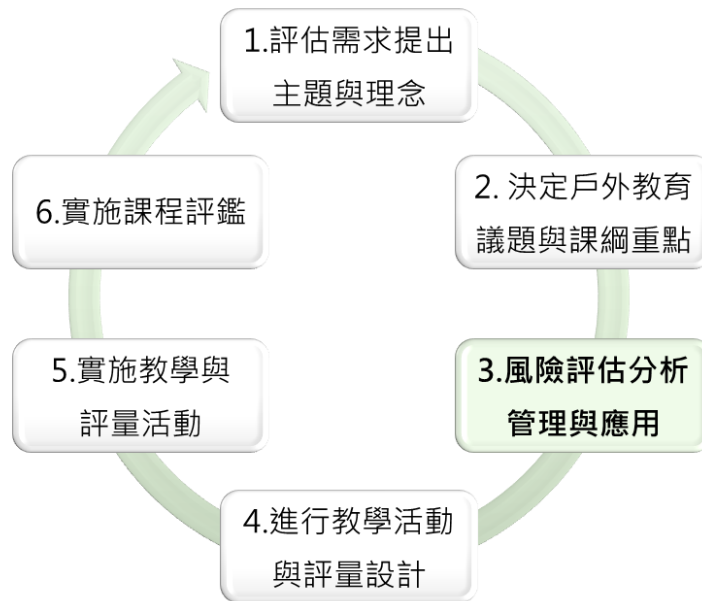 1.評估需求提出
主題與理念
2. 決定戶外教育
議題與課綱重點
3.風險評估分析
管理與應用
4.進行教學活動
與評量設計
5.實施教學與
評量活動
6.實施課程評鑑